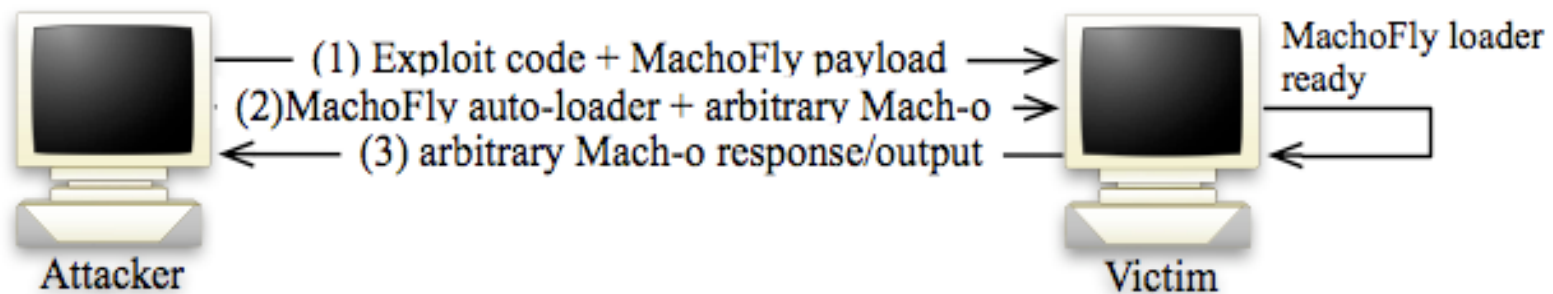 (1) Exploit code + MachoFly payload
(2)MachoFly auto-loader + arbitrary Mach-o
(3) arbitrary Mach-o response/output
MachoFly loader
ready
Attacker
Victim